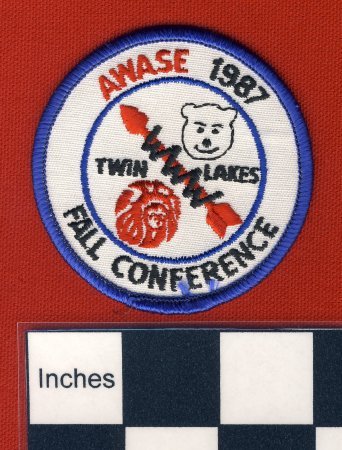 AWASE 1987
TWIN LAKES
FALL CONFERENCE
Inches